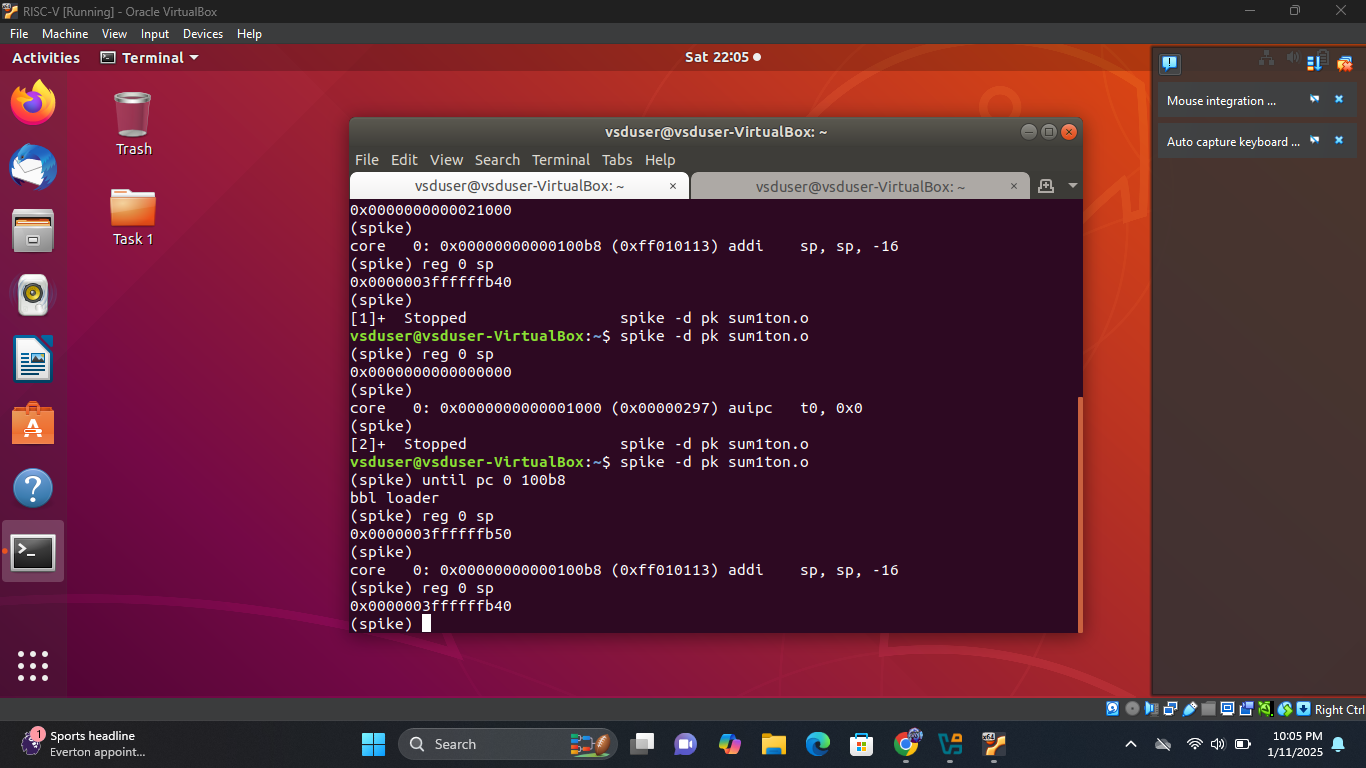 RISC-V [Running] - Oracle VirtualBox
File Machine View Input Devices Help
Activities Terminal Sat 22:05
Mouse integration ...
Auto capture keyboard ...
Trash
Task 1
vsduser@vsduser-VirtualBox: ~
File Edit View Search Terminal Tabs Help
vsduser@vsduser-VirtualBox: ~ × vsduser@vsduser-VirtualBox: ~ ×
0x0000000000021000
(spike)
core   0: 0x00000000000100b8 (0xff010113) addi    sp, sp, -16
(spike) reg 0 sp
0x0000003ffffffb40
(spike)
[1]+  Stopped                 spike -d pk sum1ton.o
vsduser@vsduser-VirtualBox:~$ spike -d pk sum1ton.o
(spike) reg 0 sp
0x0000000000000000
(spike)
core   0: 0x0000000000001000 (0x00000297) auipc   t0, 0x0
(spike)
[2]+  Stopped                 spike -d pk sum1ton.o
vsduser@vsduser-VirtualBox:~$ spike -d pk sum1ton.o
(spike) until pc 0 100b8
bbl loader
(spike) reg 0 sp
0x0000003ffffffb50
(spike)
core   0: 0x00000000000100b8 (0xff010113) addi    sp, sp, -16
(spike) reg 0 sp
0x0000003ffffffb40
(spike)
Right Ctrl
1
Sports headline
Everton appoint...
Search
10:05 PM
1/11/2025